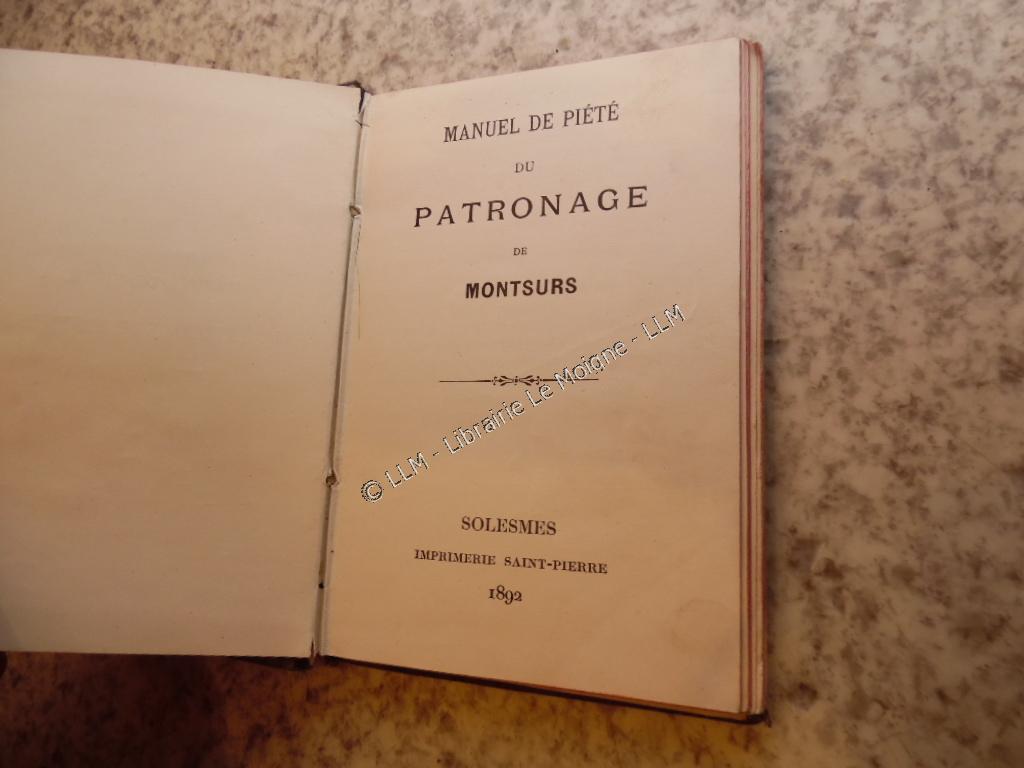 MANUEL DE PIÉTÉ
DU
PATRONAGE
DE
MONTSURS
© LLM - Librairie Le Moigne - LLM
SOLESMES
IMPRIMERIE SAINT-PIERRE
1892